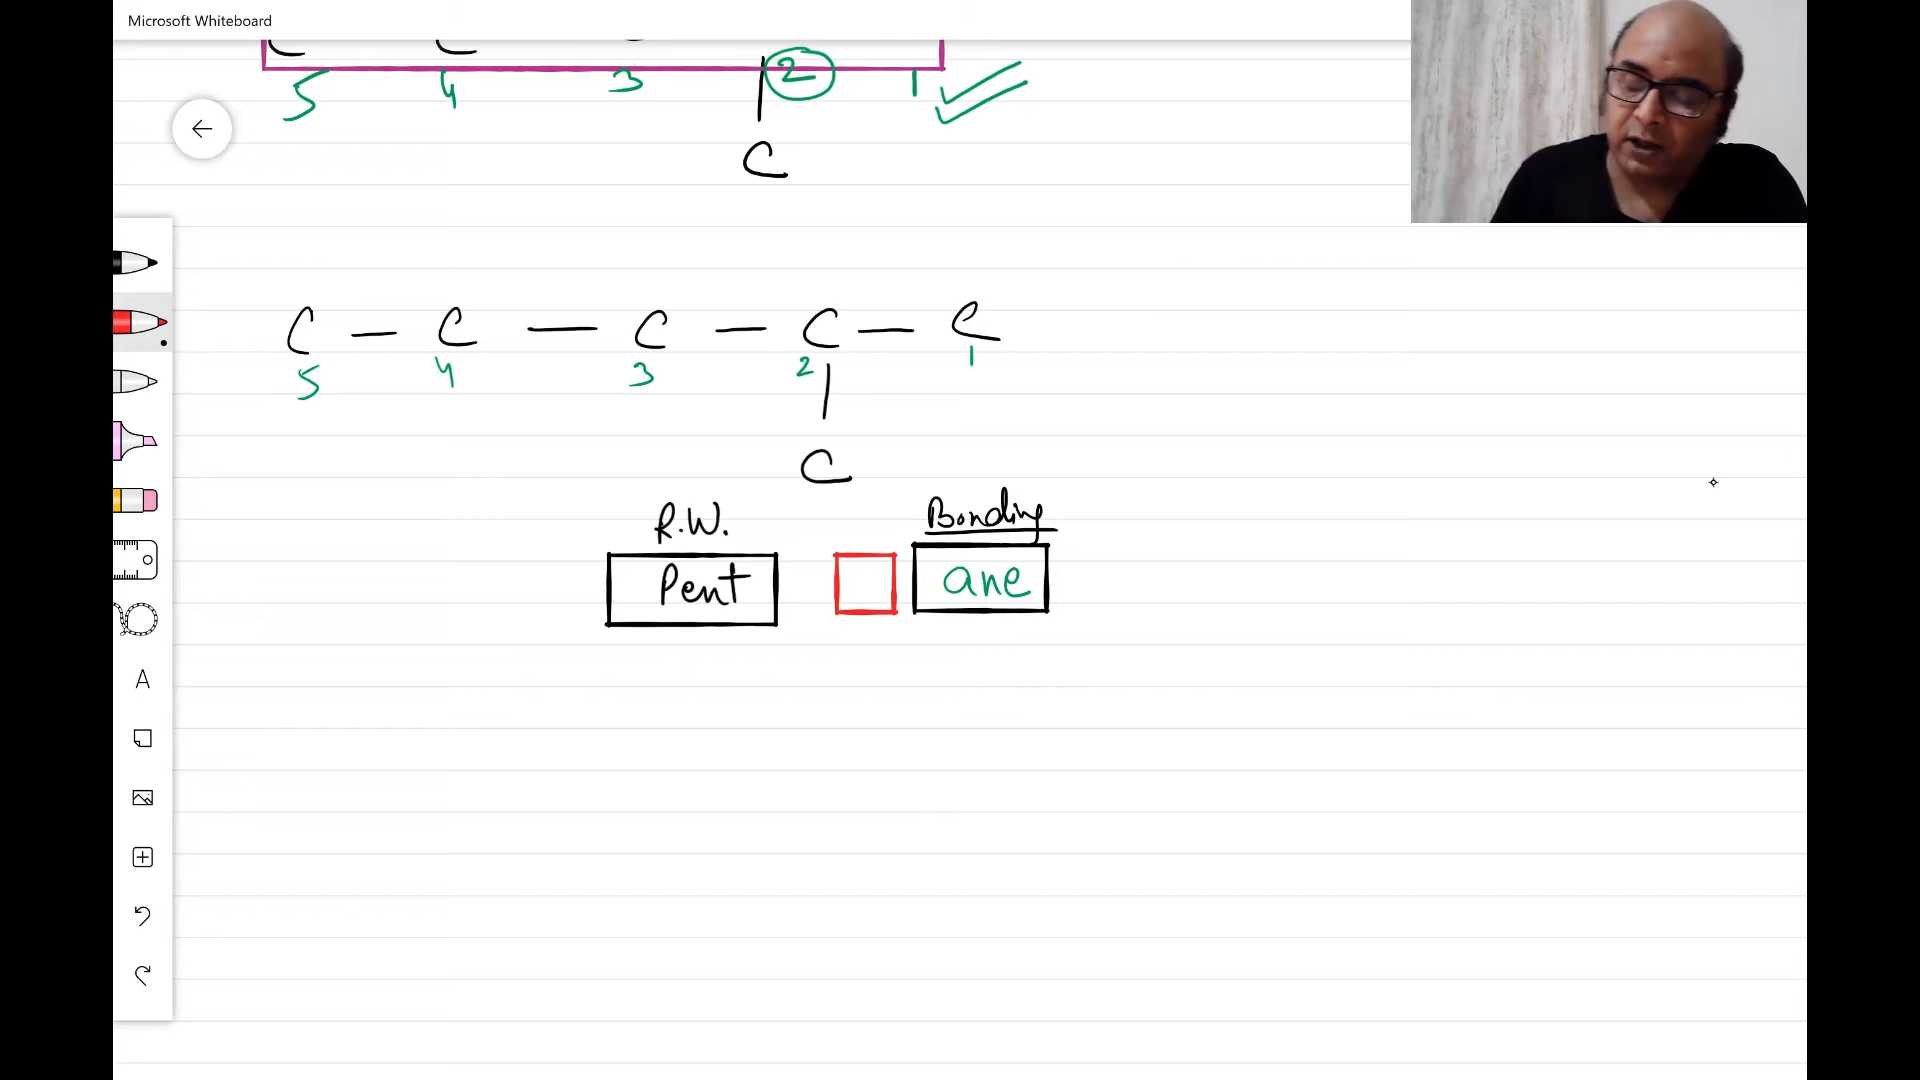 Microsoft Whiteboard
C C
5 4 3 2 1
C
C — C — C — C — C
5 4 3 2 1
|
C
R.W. Bonding
Pent ane
A